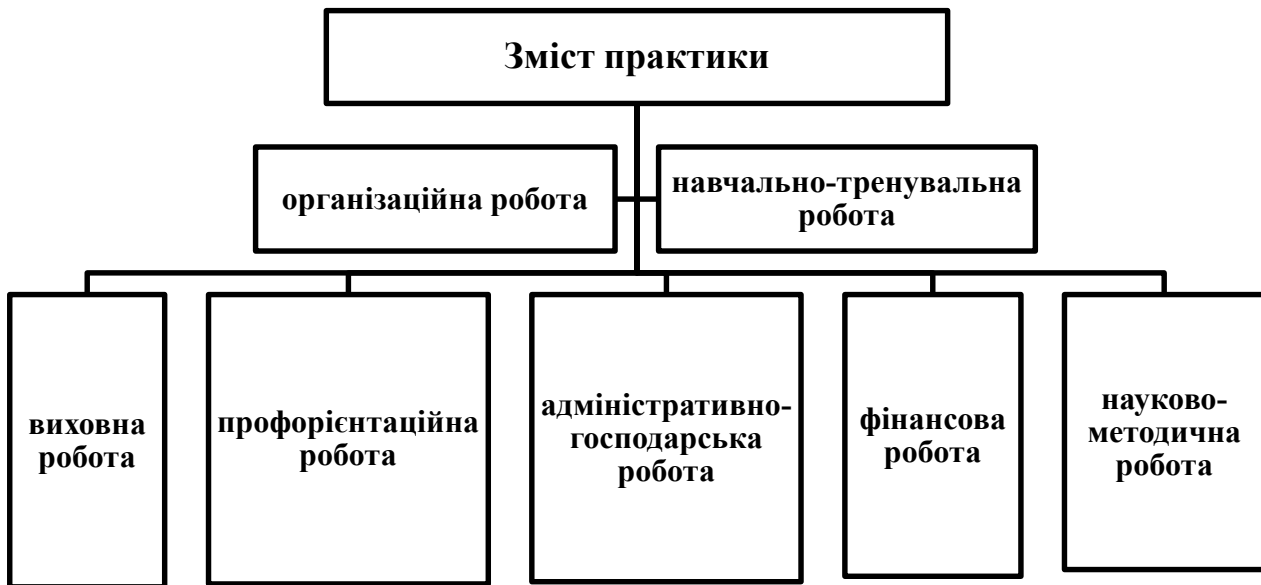 Зміст практики
організаційна робота
навчально-тренувальна
робота
виховна
робота
профорієнтаційна
робота
адміністративно-
господарська
робота
фінансова
робота
науково-
методична
робота